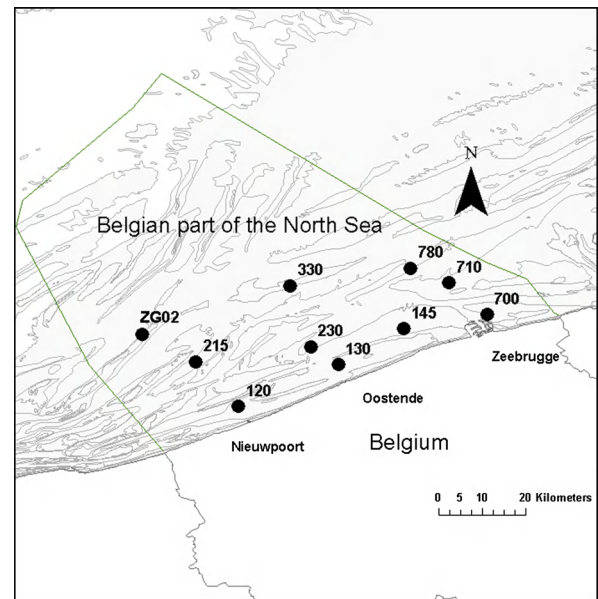 N
Belgian part of the North Sea
780
710
330
700
ZG02
145
215
230
130
Zeebrugge
120
Oostende
Nieuwpoort
Belgium
0 5 10 20 Kilometers